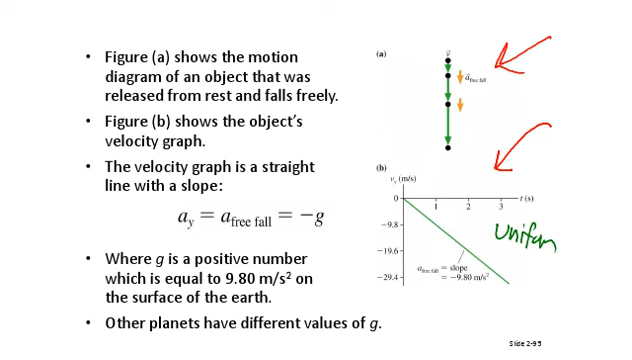 • Figure (a) shows the motion
diagram of an object that was
released from rest and falls freely.
• Figure (b) shows the object's
velocity graph.
• The velocity graph is a straight
line with a slope:
a_y = a_free fall = −g
• Where g is a positive number
which is equal to 9.80 m/s² on
the surface of the earth.
• Other planets have different values of g.
(a)
v⃗
a⃗_free fall
(b)
v_y (m/s)
0
1 2 3
t (s)
−9.8
−19.6
−29.4
a_free fall = slope
= −9.80 m/s²
Uniform
Slide 2-95